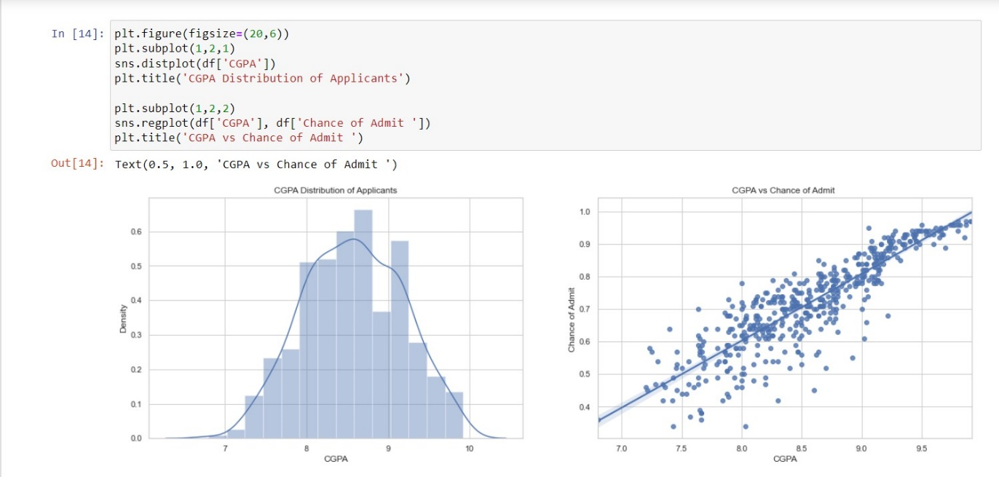 In [14]: plt.figure(figsize=(20,6))
plt.subplot(1,2,1)
sns.distplot(df['CGPA'])
plt.title('CGPA Distribution of Applicants')
plt.subplot(1,2,2)
sns.regplot(df['CGPA'], df['Chance of Admit '])
plt.title('CGPA vs Chance of Admit ')
Out[14]: Text(0.5, 1.0, 'CGPA vs Chance of Admit ')
CGPA Distribution of Applicants
0.6
0.5
0.4
0.3
0.2
0.1
0.0
Density
7 8 9 10
CGPA
CGPA vs Chance of Admit
1.0
0.9
0.8
0.7
0.6
0.5
0.4
Chance of Admit
7.0 7.5 8.0 8.5 9.0 9.5
CGPA